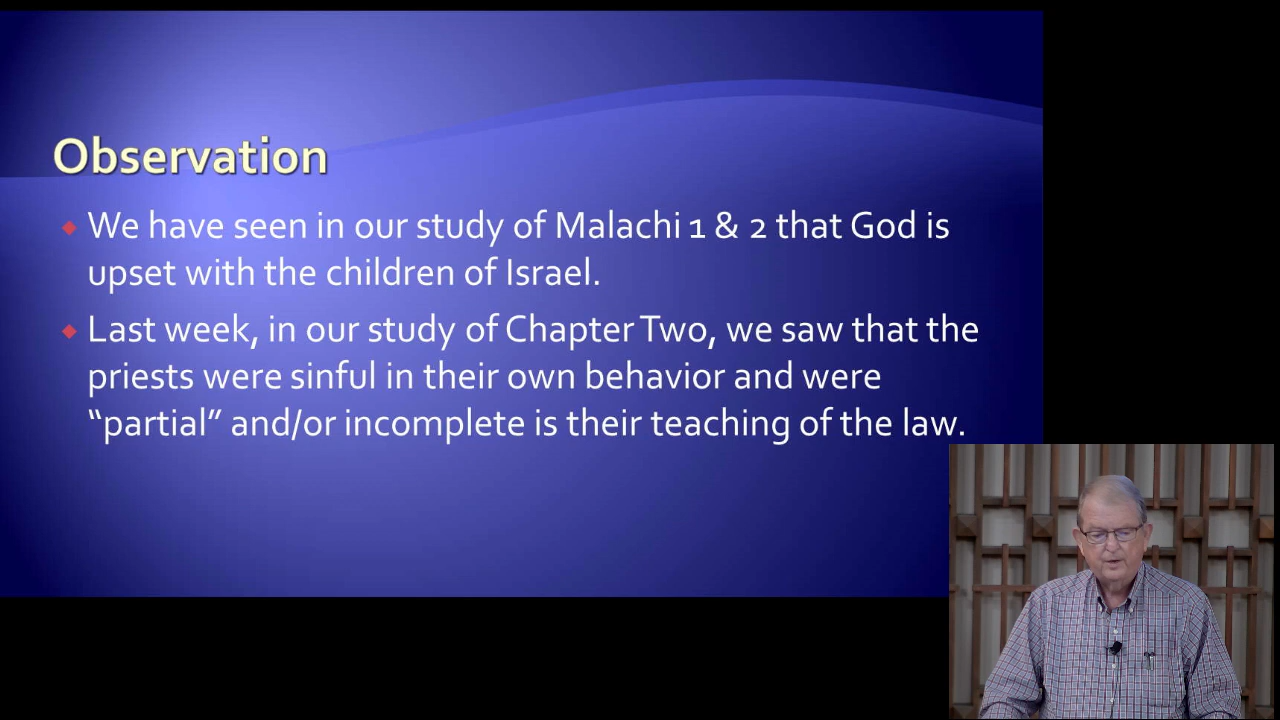 Observation
We have seen in our study of Malachi 1 & 2 that God is
upset with the children of Israel.
Last week, in our study of Chapter Two, we saw that the
priests were sinful in their own behavior and were
“partial” and/or incomplete is their teaching of the law.